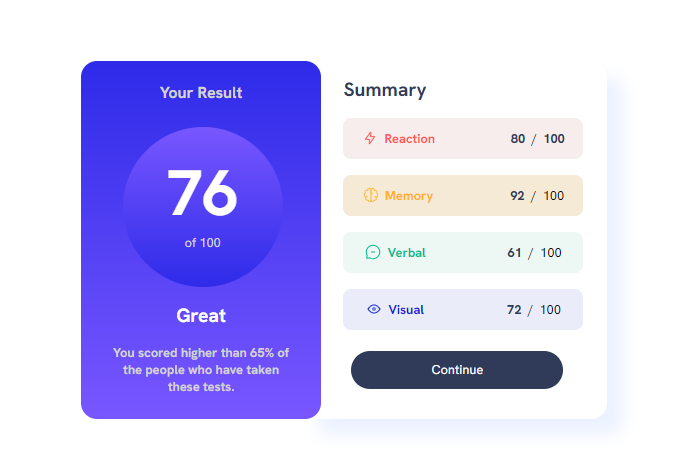 Your Result
76
of 100
Great
You scored higher than 65% of
the people who have taken
these tests.
Summary
Reaction 80 / 100
Memory 92 / 100
Verbal 61 / 100
Visual 72 / 100
Continue